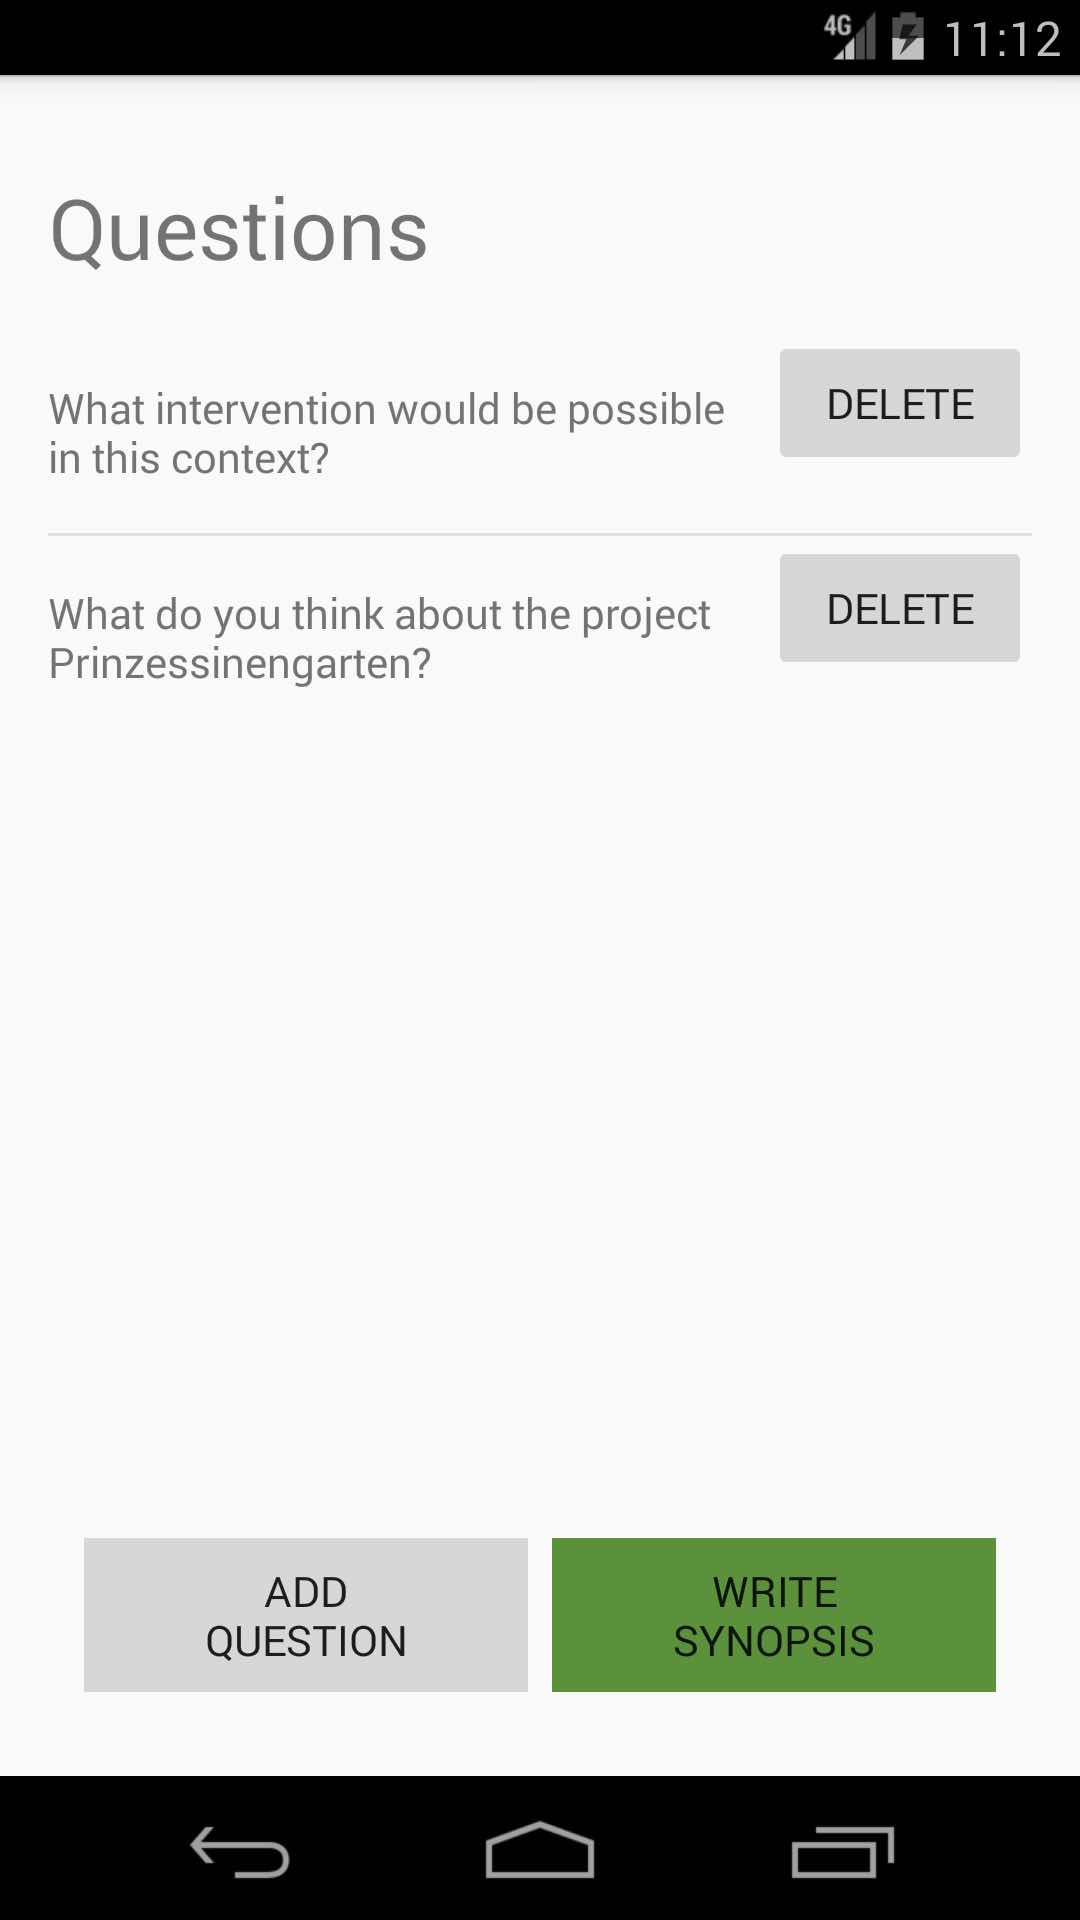 4G 11:12
Questions
What intervention would be possible
in this context?
DELETE
What do you think about the project
Prinzessinengarten?
DELETE
ADD
QUESTION
WRITE
SYNOPSIS